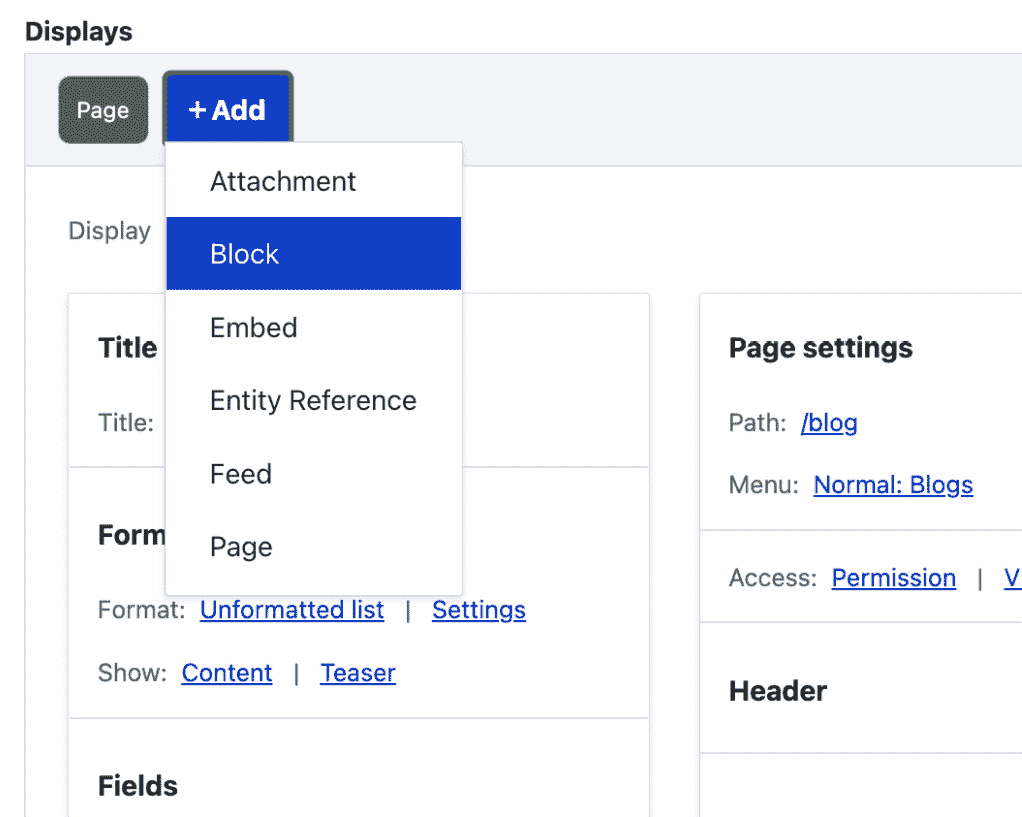 Displays
Page
+ Add
Attachment
Display
Block
Embed
Title
Page settings
Entity Reference
Title:
Path: /blog
Feed
Menu: Normal: Blogs
Form
Page
Access: Permission | V
Format: Unformatted list | Settings
Show: Content | Teaser
Header
Fields